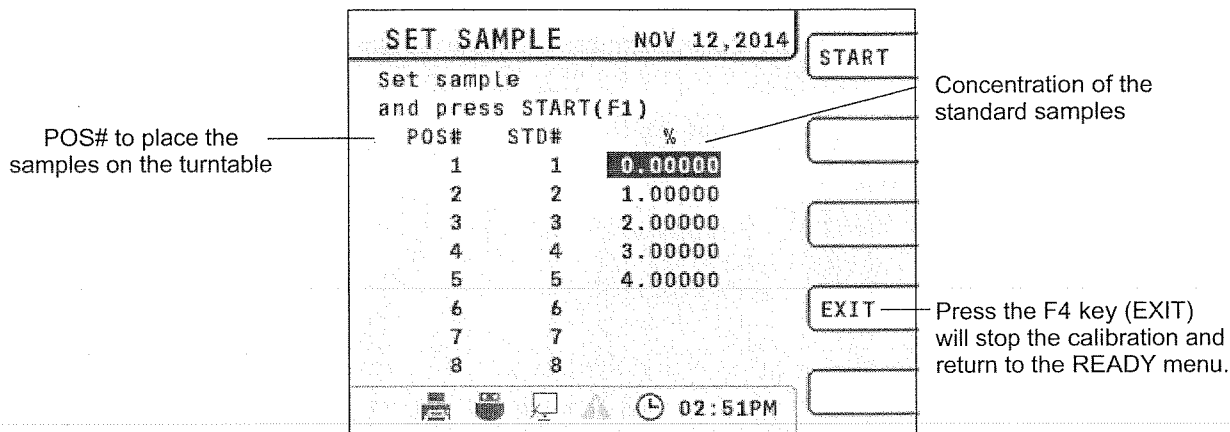 SET SAMPLE NOV 12,2014
START
Set sample
and press START(F1)
POS# STD# %
1 1 0.00000
2 2 1.00000
3 3 2.00000
4 4 3.00000
5 5 4.00000
6 6
7 7
8 8
EXIT
02:51PM
POS# to place the
samples on the turntable
Concentration of the
standard samples
Press the F4 key (EXIT)
will stop the calibration and
return to the READY menu.